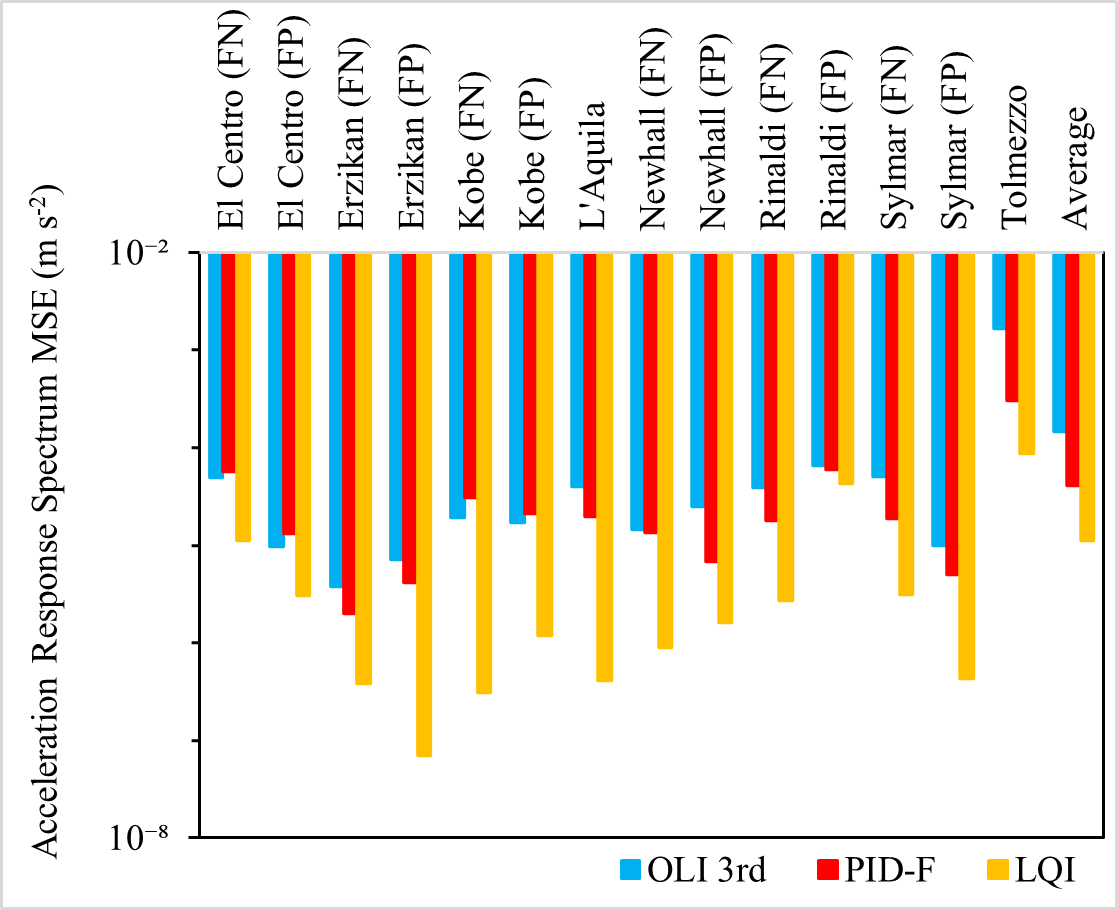 El Centro (FN)
El Centro (FP)
Erzikan (FN)
Erzikan (FP)
Kobe (FN)
Kobe (FP)
L'Aquila
Newhall (FN)
Newhall (FP)
Rinaldi (FN)
Rinaldi (FP)
Sylmar (FN)
Sylmar (FP)
Tolmezzo
Average
Acceleration Response Spectrum MSE (m s⁻²)
10⁻²
10⁻⁸
OLI 3rd PID-F LQI